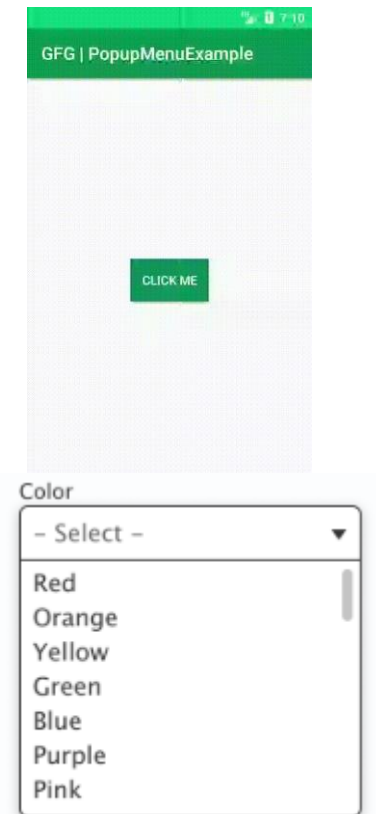 7:10
GFG | PopupMenuExample
CLICK ME
Color
– Select –
Red
Orange
Yellow
Green
Blue
Purple
Pink